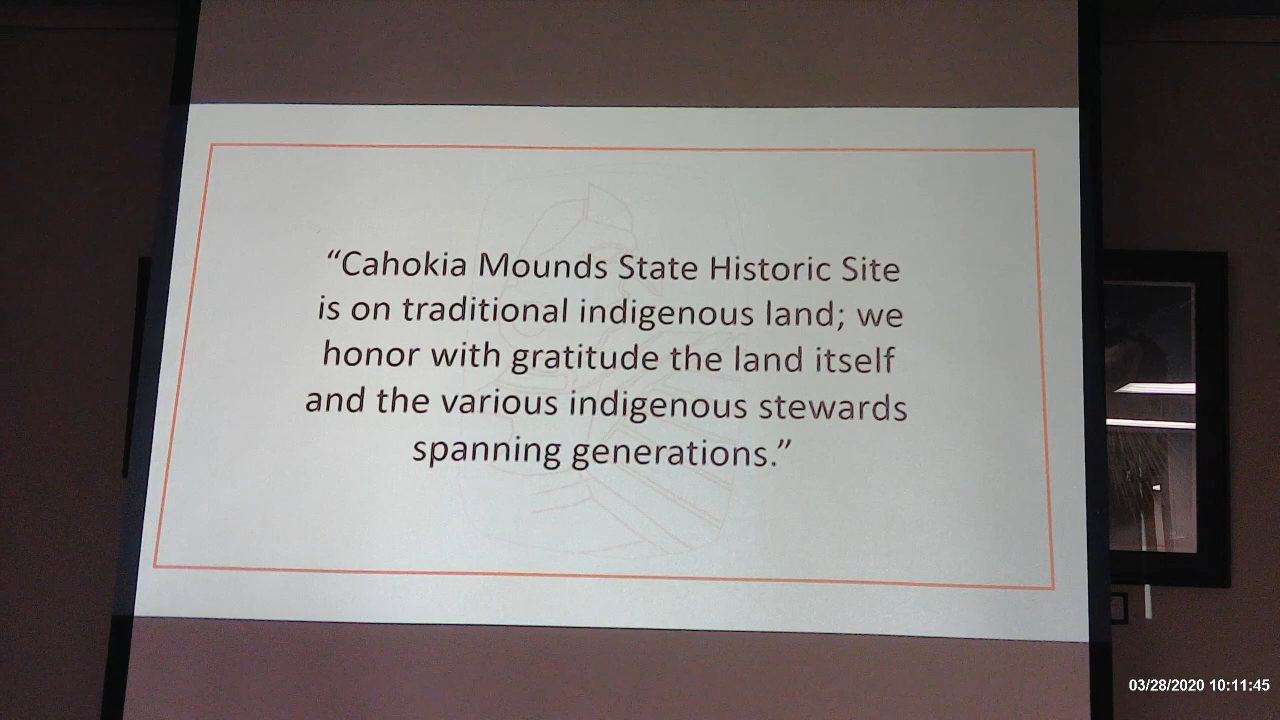 “Cahokia Mounds State Historic Site
is on traditional indigenous land; we
honor with gratitude the land itself
and the various indigenous stewards
spanning generations.”
03/28/2020 10:11:45